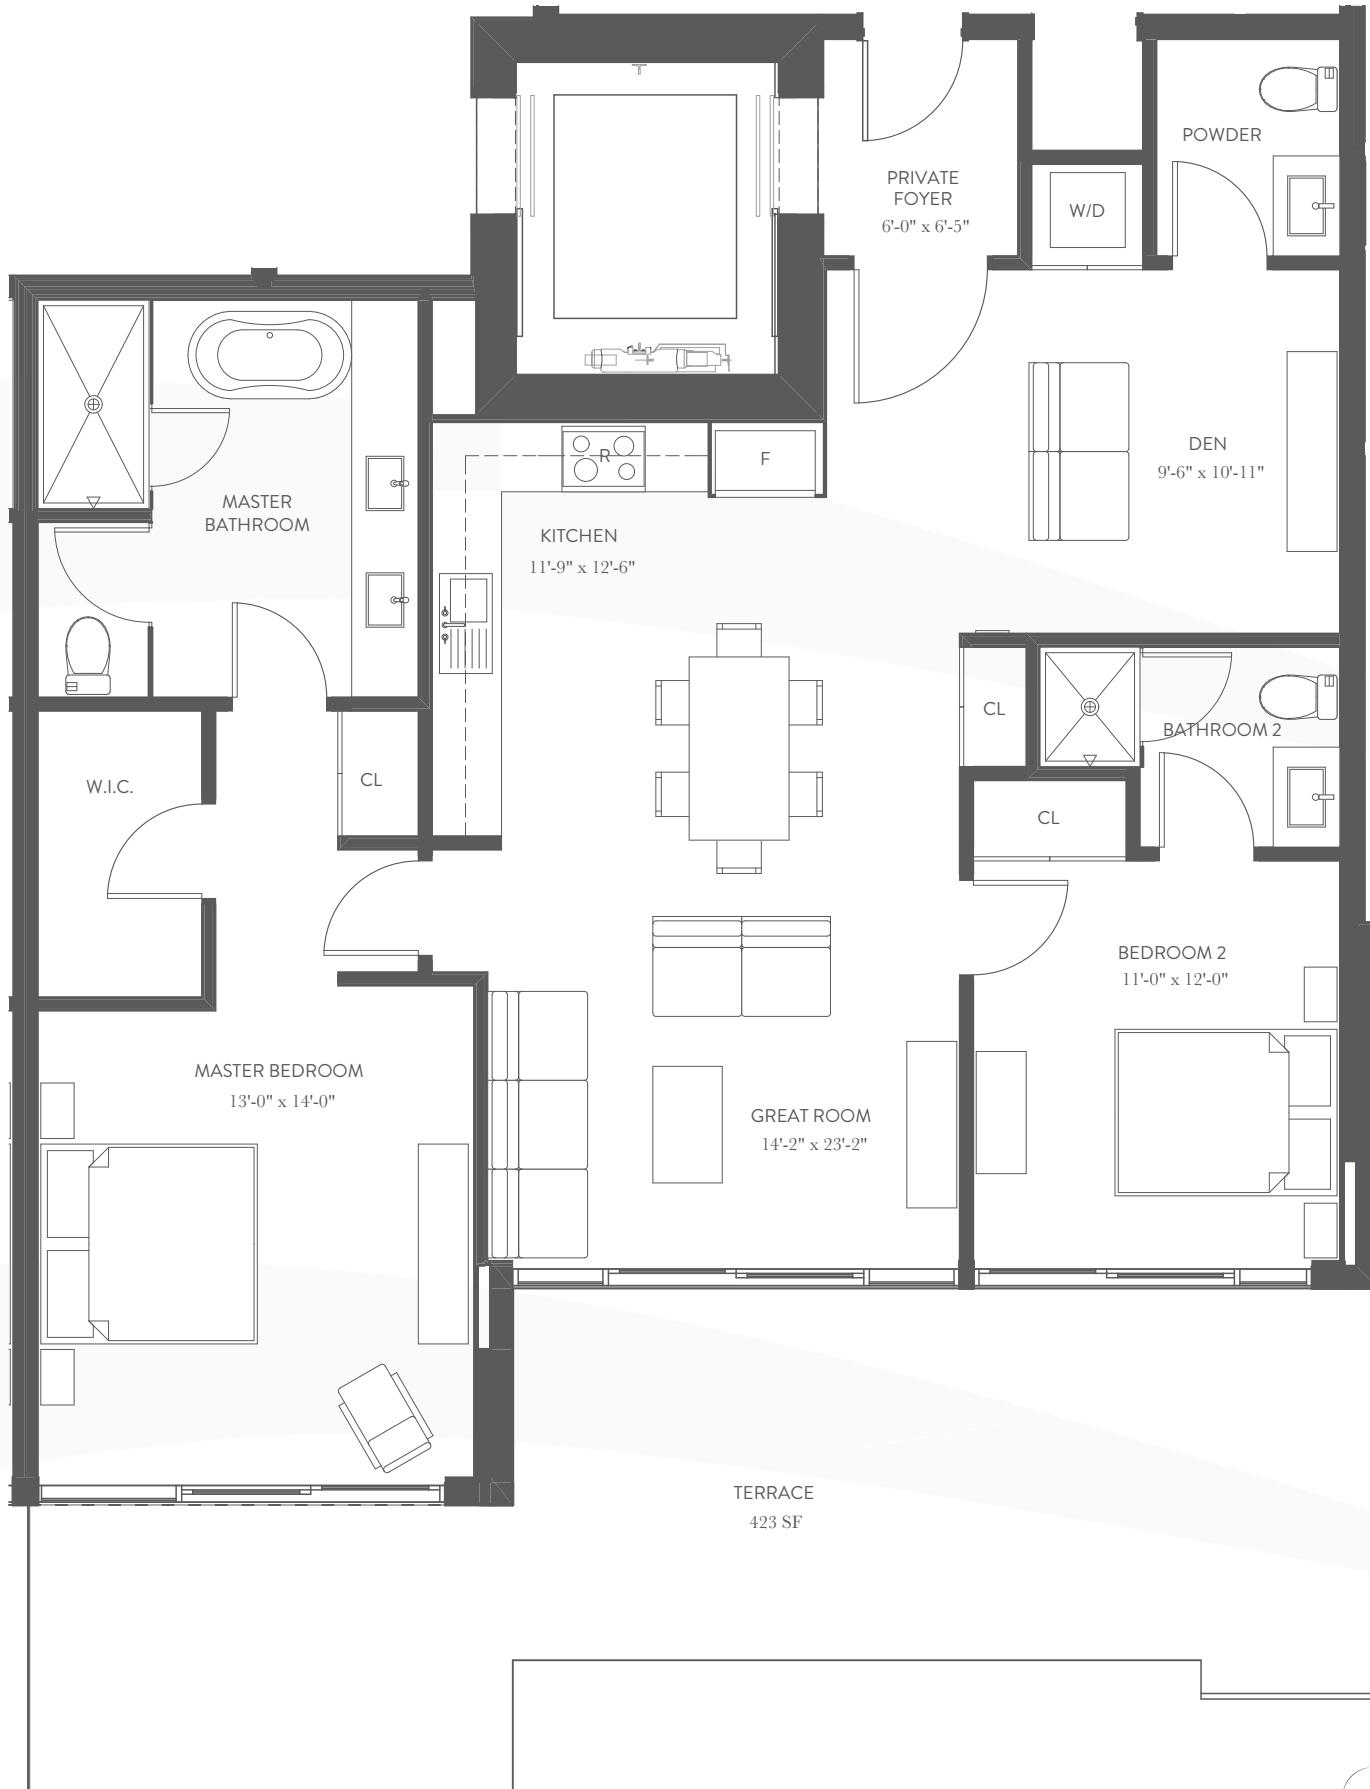 POWDER
PRIVATE
FOYER
6'-0" x 6'-5"
W/D
DEN
9'-6" x 10'-11"
R
F
MASTER
BATHROOM
KITCHEN
11'-9" x 12'-6"
CL
BATHROOM 2
W.I.C.
CL
CL
BEDROOM 2
11'-0" x 12'-0"
MASTER BEDROOM
13'-0" x 14'-0"
GREAT ROOM
14'-2" x 23'-2"
TERRACE
423 SF